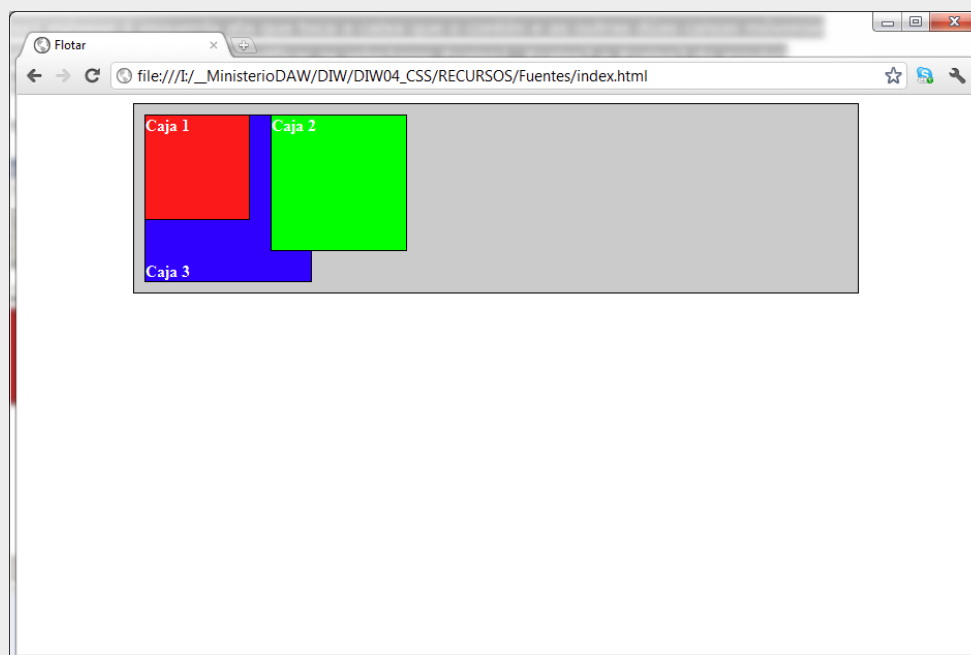 Flotar
file:///I:/__MinisterioDAW/DIW/DIW04_CSS/RECURSOS/Fuentes/index.html
Caja 1
Caja 2
Caja 3